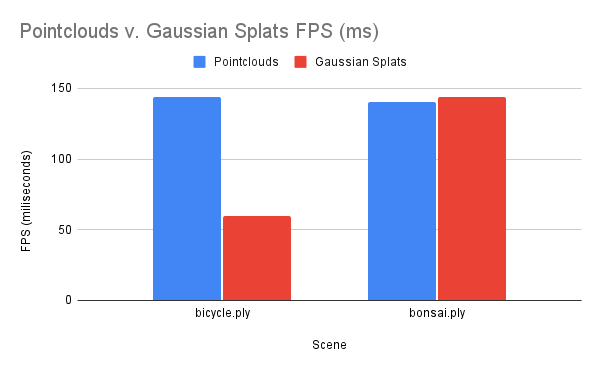 Pointclouds v. Gaussian Splats FPS (ms)
Pointclouds Gaussian Splats
150
100
50
0
FPS (miliseconds)
bicycle.ply bonsai.ply
Scene